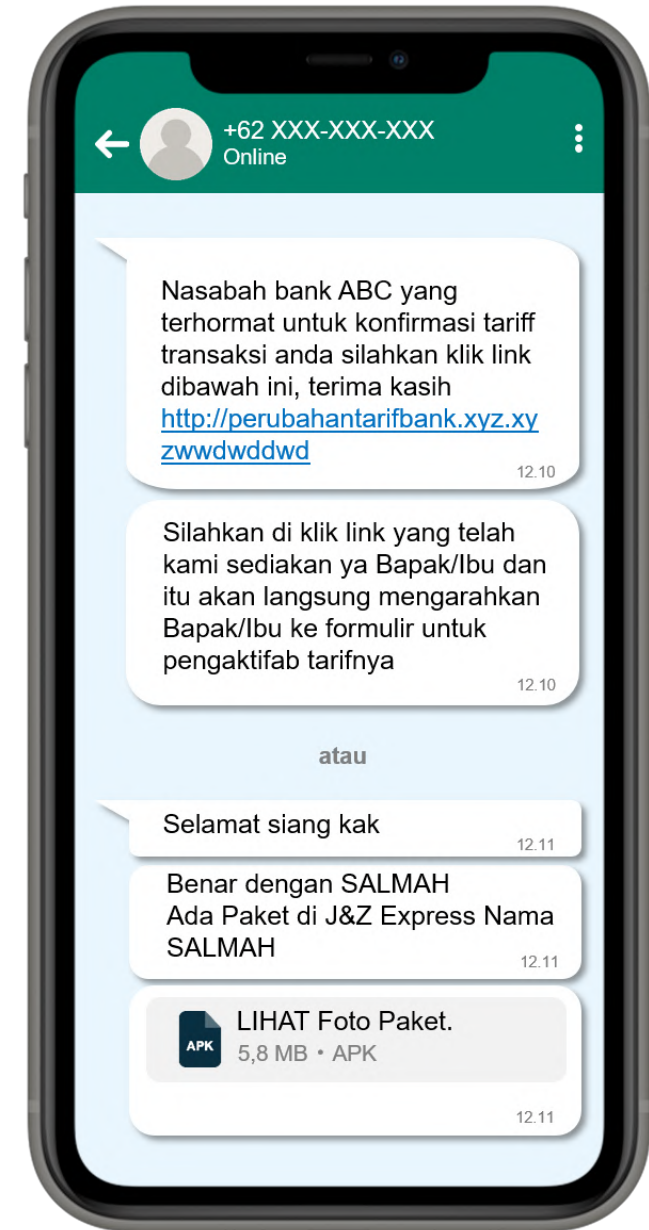 +62 XXX-XXX-XXX
Online
Nasabah bank ABC yang
terhormat untuk konfirmasi tariff
transaksi anda silahkan klik link
dibawah ini, terima kasih
http://perubahantarifbank.xyz.xy
zwwdwddwd
12.10
Silahkan di klik link yang telah
kami sediakan ya Bapak/Ibu dan
itu akan langsung mengarahkan
Bapak/Ibu ke formulir untuk
pengaktifab tarifnya
12.10
atau
Selamat siang kak
12.11
Benar dengan SALMAH
Ada Paket di J&Z Express Nama
SALMAH
12.11
LIHAT Foto Paket.
APK
5,8 MB • APK
12.11